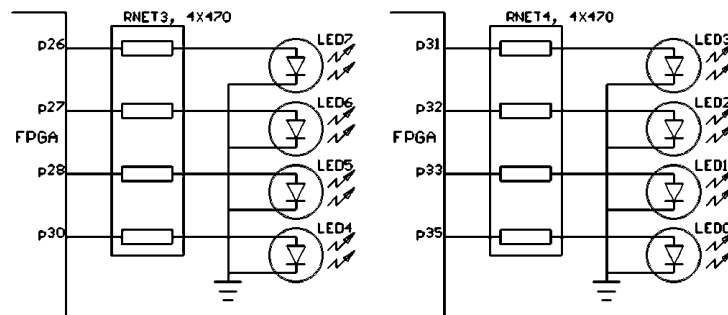 RNET3, 4X470
p26
LED7
p27
LED6
FPGA
p28
LED5
p30
LED4
RNET4, 4X470
p31
LED3
p32
LED2
FPGA
p33
LED1
p35
LED0